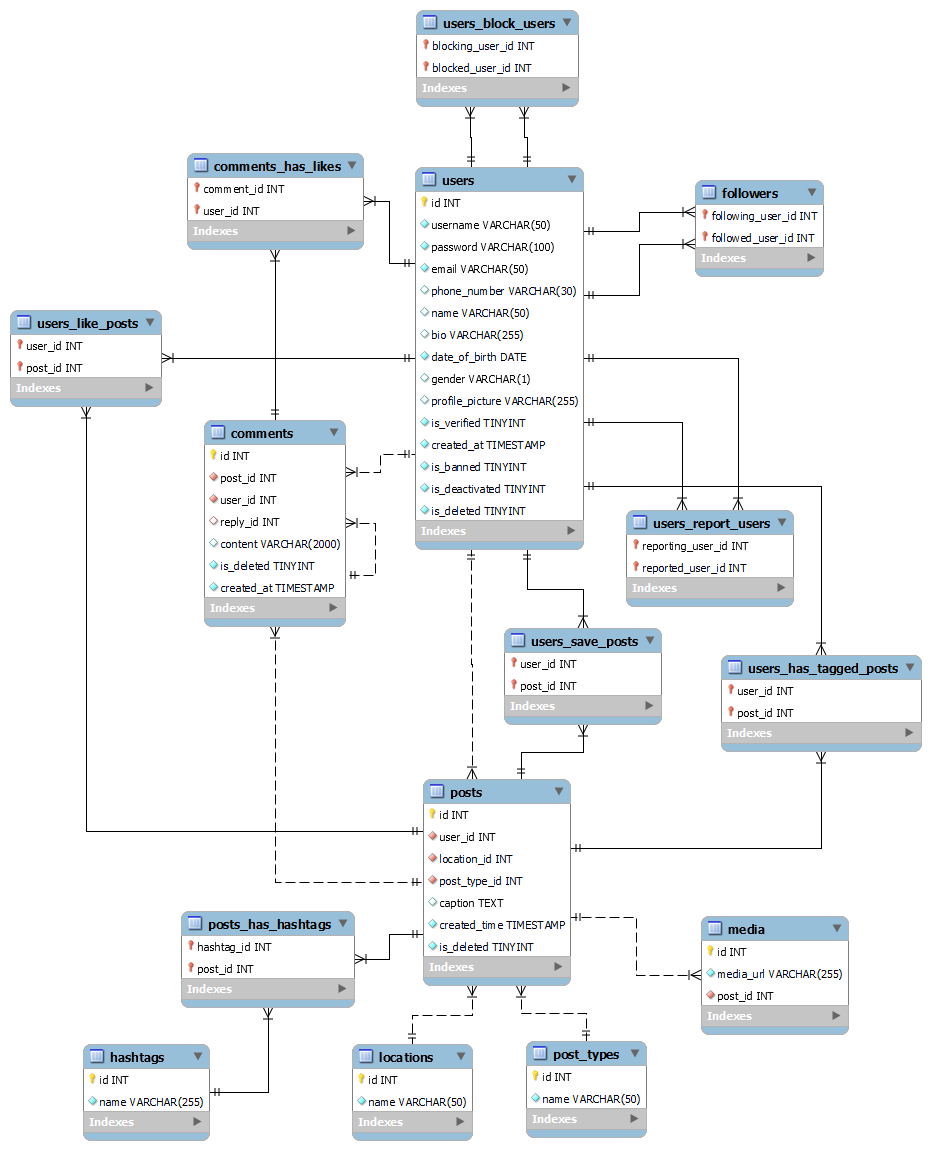 users_block_users
blocking_user_id INT
blocked_user_id INT
Indexes
comments_has_likes
comment_id INT
user_id INT
Indexes
users
id INT
username VARCHAR(50)
password VARCHAR(100)
email VARCHAR(50)
phone_number VARCHAR(30)
name VARCHAR(50)
bio VARCHAR(255)
date_of_birth DATE
gender VARCHAR(1)
profile_picture VARCHAR(255)
is_verified TINYINT
created_at TIMESTAMP
is_banned TINYINT
is_deactivated TINYINT
is_deleted TINYINT
Indexes
followers
following_user_id INT
followed_user_id INT
Indexes
users_like_posts
user_id INT
post_id INT
Indexes
comments
id INT
post_id INT
user_id INT
reply_id INT
content VARCHAR(2000)
is_deleted TINYINT
created_at TIMESTAMP
Indexes
users_report_users
reporting_user_id INT
reported_user_id INT
Indexes
users_save_posts
user_id INT
post_id INT
Indexes
users_has_tagged_posts
user_id INT
post_id INT
Indexes
posts
id INT
user_id INT
location_id INT
post_type_id INT
caption TEXT
created_time TIMESTAMP
is_deleted TINYINT
Indexes
posts_has_hashtags
hashtag_id INT
post_id INT
Indexes
media
id INT
media_url VARCHAR(255)
post_id INT
Indexes
hashtags
id INT
name VARCHAR(255)
Indexes
locations
id INT
name VARCHAR(50)
Indexes
post_types
id INT
name VARCHAR(50)
Indexes